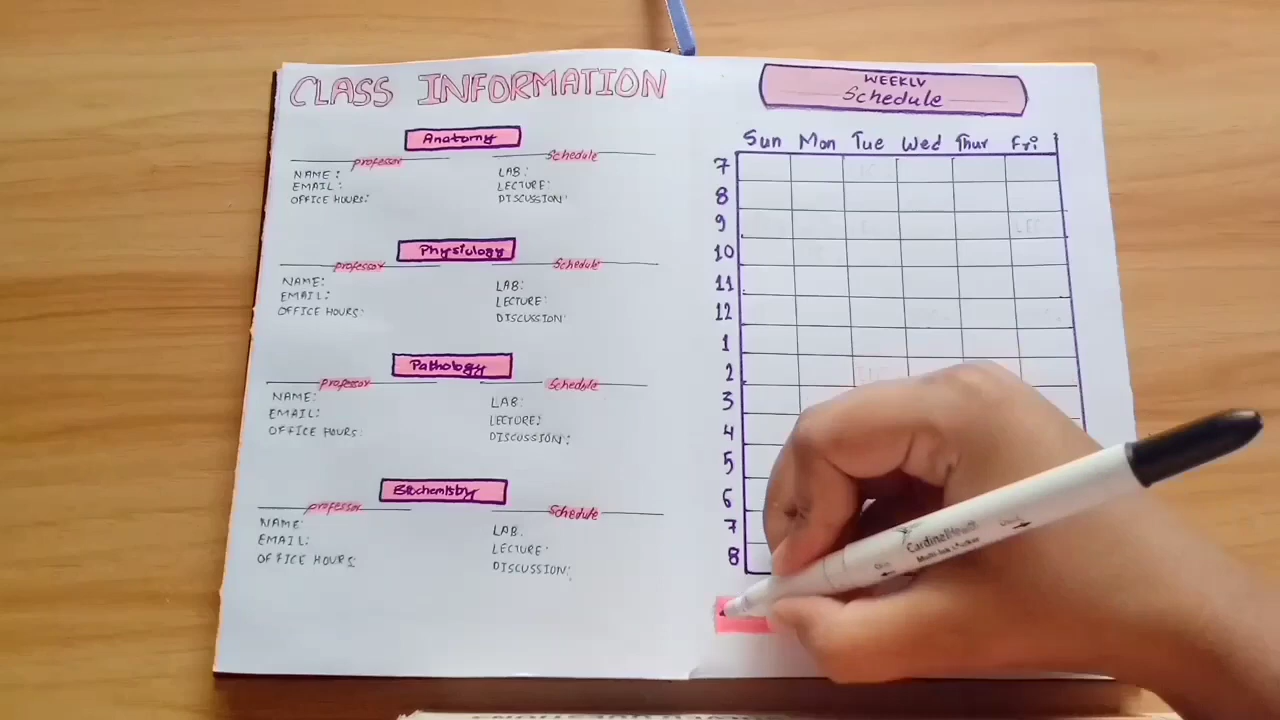 CLASS INFORMATION
Anatomy
professor
Schedule
NAME:
EMAIL:
OFFICE HOURS:
LAB:
LECTURE:
DISCUSSION:
Physiology
professor
Schedule
NAME:
EMAIL:
OFFICE HOURS:
LAB:
LECTURE:
DISCUSSION:
Pathology
professor
Schedule
NAME:
EMAIL:
OFFICE HOURS:
LAB:
LECTURE:
DISCUSSION:
Biochemistry
professor
Schedule
NAME:
EMAIL:
OFFICE HOURS:
LAB:
LECTURE:
DISCUSSION:
WEEKLY
Schedule
Sun Mon Tue Wed Thur Fri
7
8
9
10
11
12
1
2
3
4
5
6
7
8
CardinalHealth